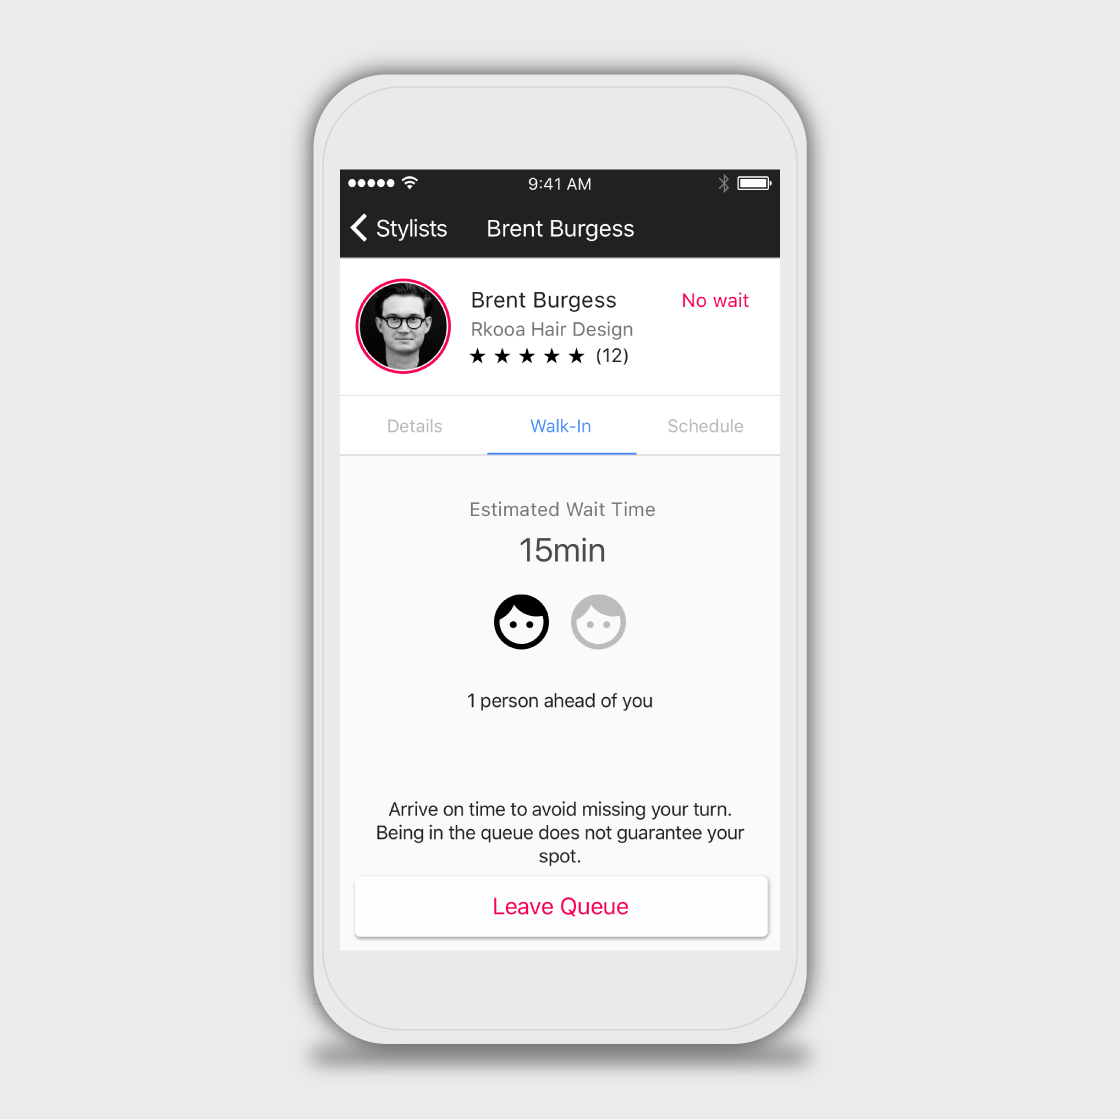 9:41 AM
Stylists Brent Burgess
Brent Burgess No wait
Rkooa Hair Design
★ ★ ★ ★ ★ (12)
Details Walk-In Schedule
Estimated Wait Time
15min
1 person ahead of you
Arrive on time to avoid missing your turn.
Being in the queue does not guarantee your
spot.
Leave Queue